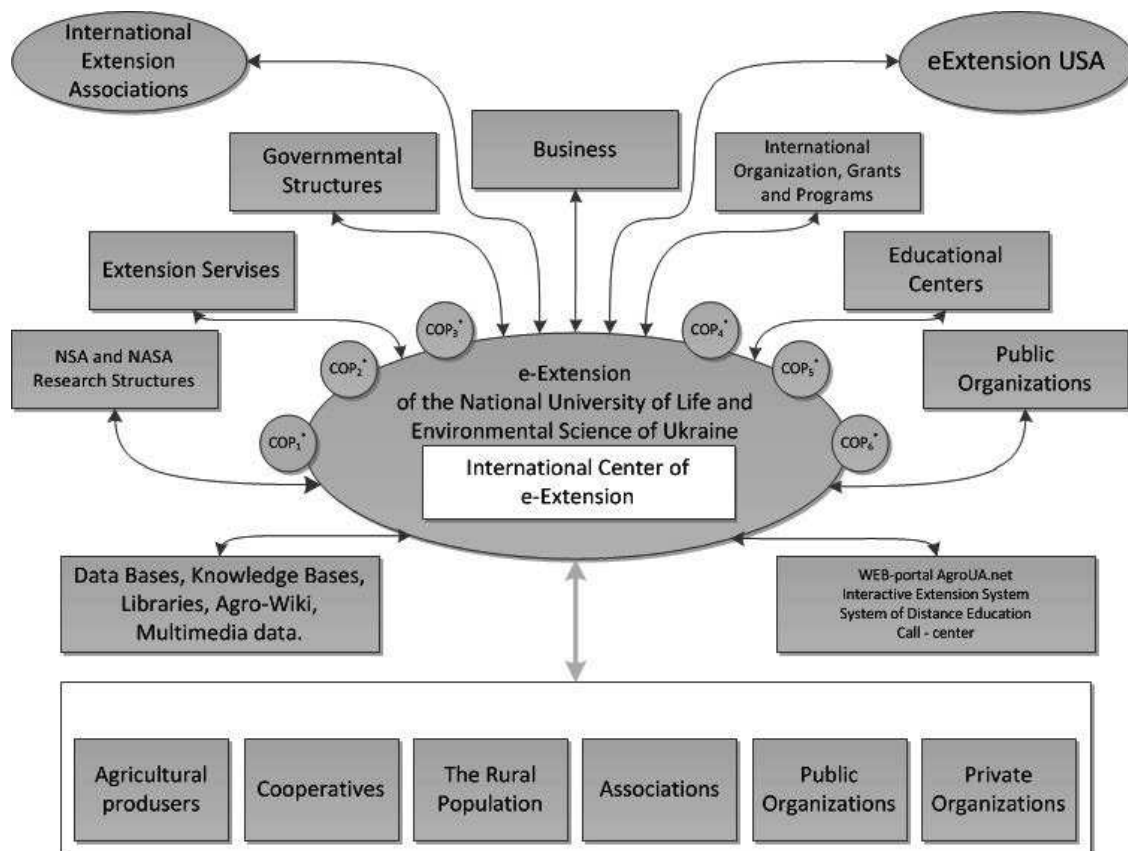 International
Extension
Associations
eExtension USA
Governmental
Structures
Business
International
Organization, Grants
and Programs
Extension Servises
Educational
Centers
NSA and NASA
Research Structures
Public
Organizations
COP₁*
COP₂*
COP₃*
COP₄*
COP₅*
COP₆*
e-Extension
of the National University of Life and
Environmental Science of Ukraine
International Center of
e-Extension
Data Bases, Knowledge Bases,
Libraries, Agro-Wiki,
Multimedia data.
WEB-portal AgroUA.net
Interactive Extension System
System of Distance Education
Call - center
Agricultural
produsers
Cooperatives
The Rural
Population
Associations
Public
Organizations
Private
Organizations